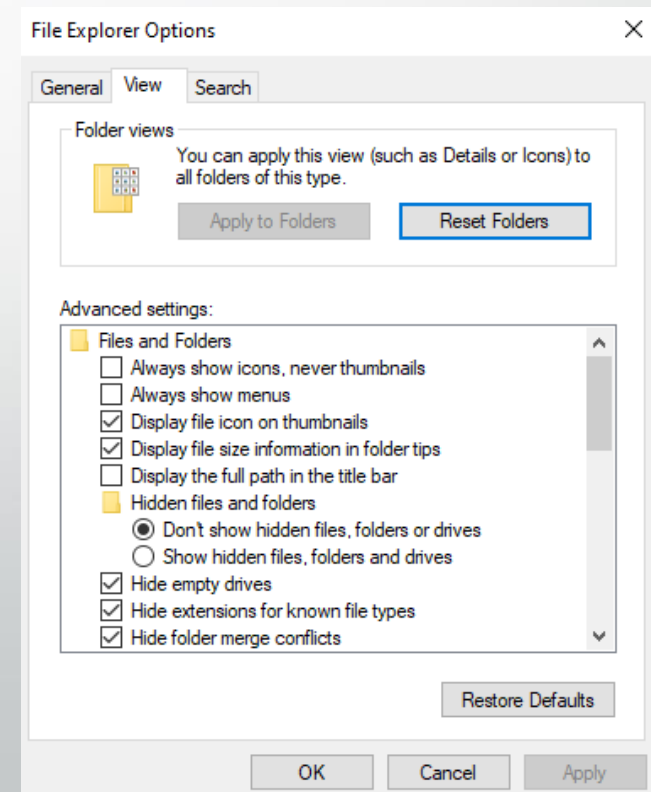 File Explorer Options
General View Search
Folder views
You can apply this view (such as Details or Icons) to
all folders of this type.
Apply to Folders Reset Folders
Advanced settings:
Files and Folders
Always show icons, never thumbnails
Always show menus
Display file icon on thumbnails
Display file size information in folder tips
Display the full path in the title bar
Hidden files and folders
Don't show hidden files, folders or drives
Show hidden files, folders and drives
Hide empty drives
Hide extensions for known file types
Hide folder merge conflicts
Restore Defaults
OK Cancel Apply